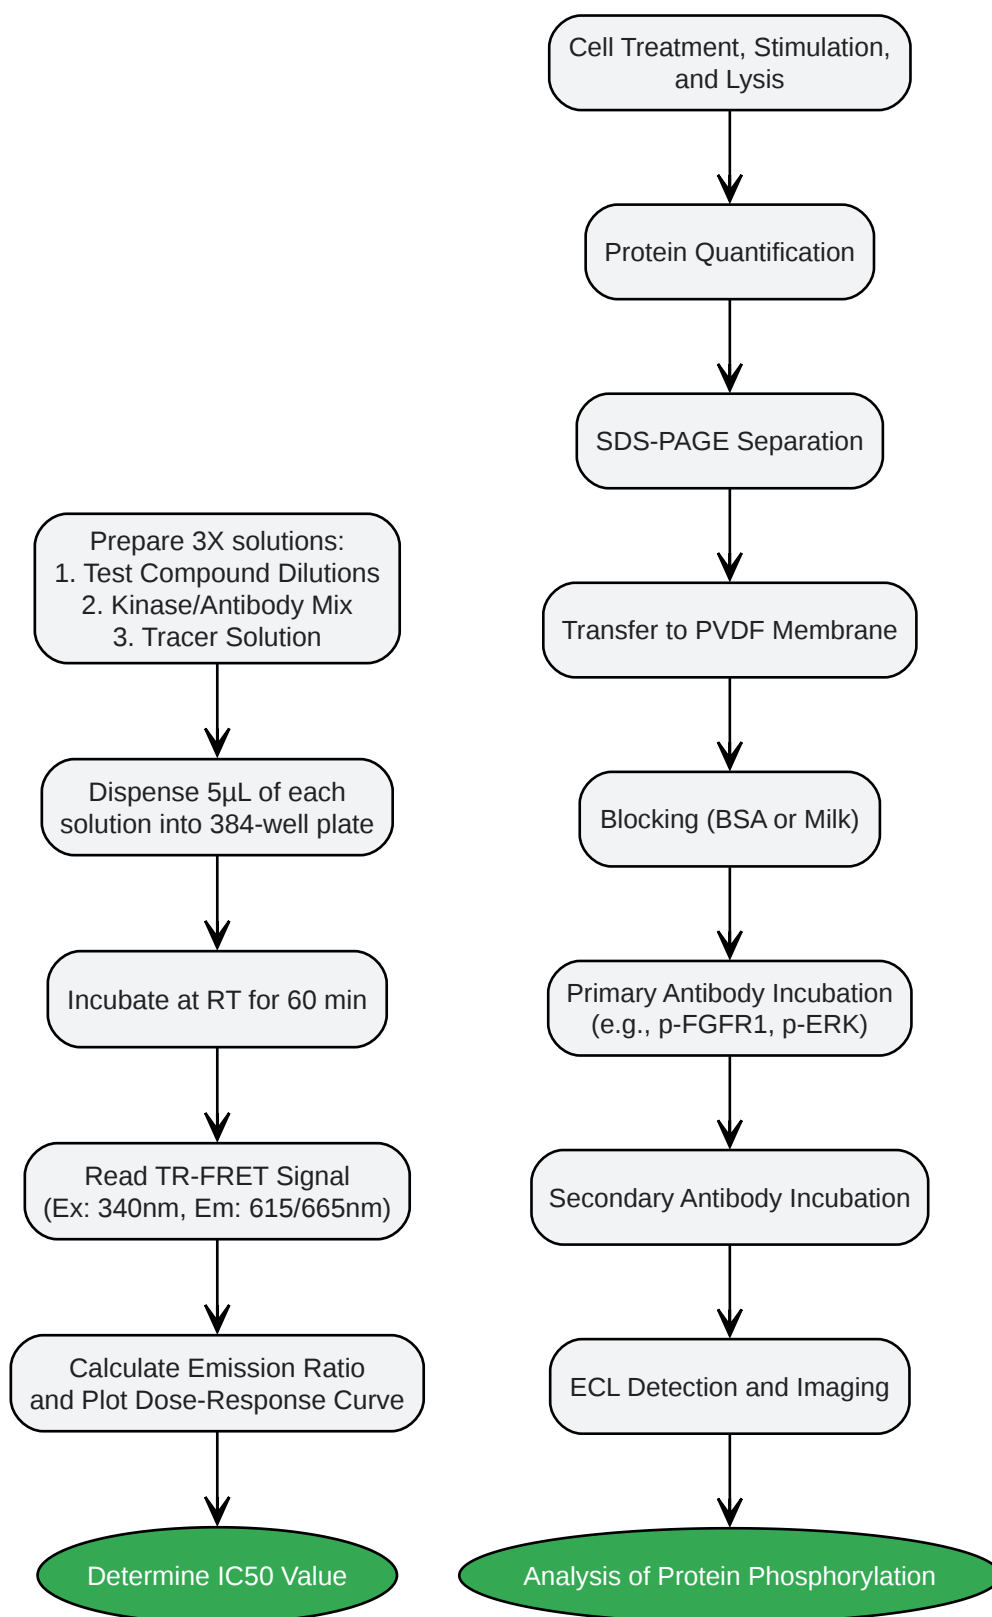 Cell Treatment, Stimulation,
and Lysis
Protein Quantification
SDS-PAGE Separation
Transfer to PVDF Membrane
Blocking (BSA or Milk)
Primary Antibody Incubation
(e.g., p-FGFR1, p-ERK)
Secondary Antibody Incubation
ECL Detection and Imaging
Analysis of Protein Phosphorylation
Prepare 3X solutions:
1. Test Compound Dilutions
2. Kinase/Antibody Mix
3. Tracer Solution
Dispense 5µL of each
solution into 384-well plate
Incubate at RT for 60 min
Read TR-FRET Signal
(Ex: 340nm, Em: 615/665nm)
Calculate Emission Ratio
and Plot Dose-Response Curve
Determine IC50 Value